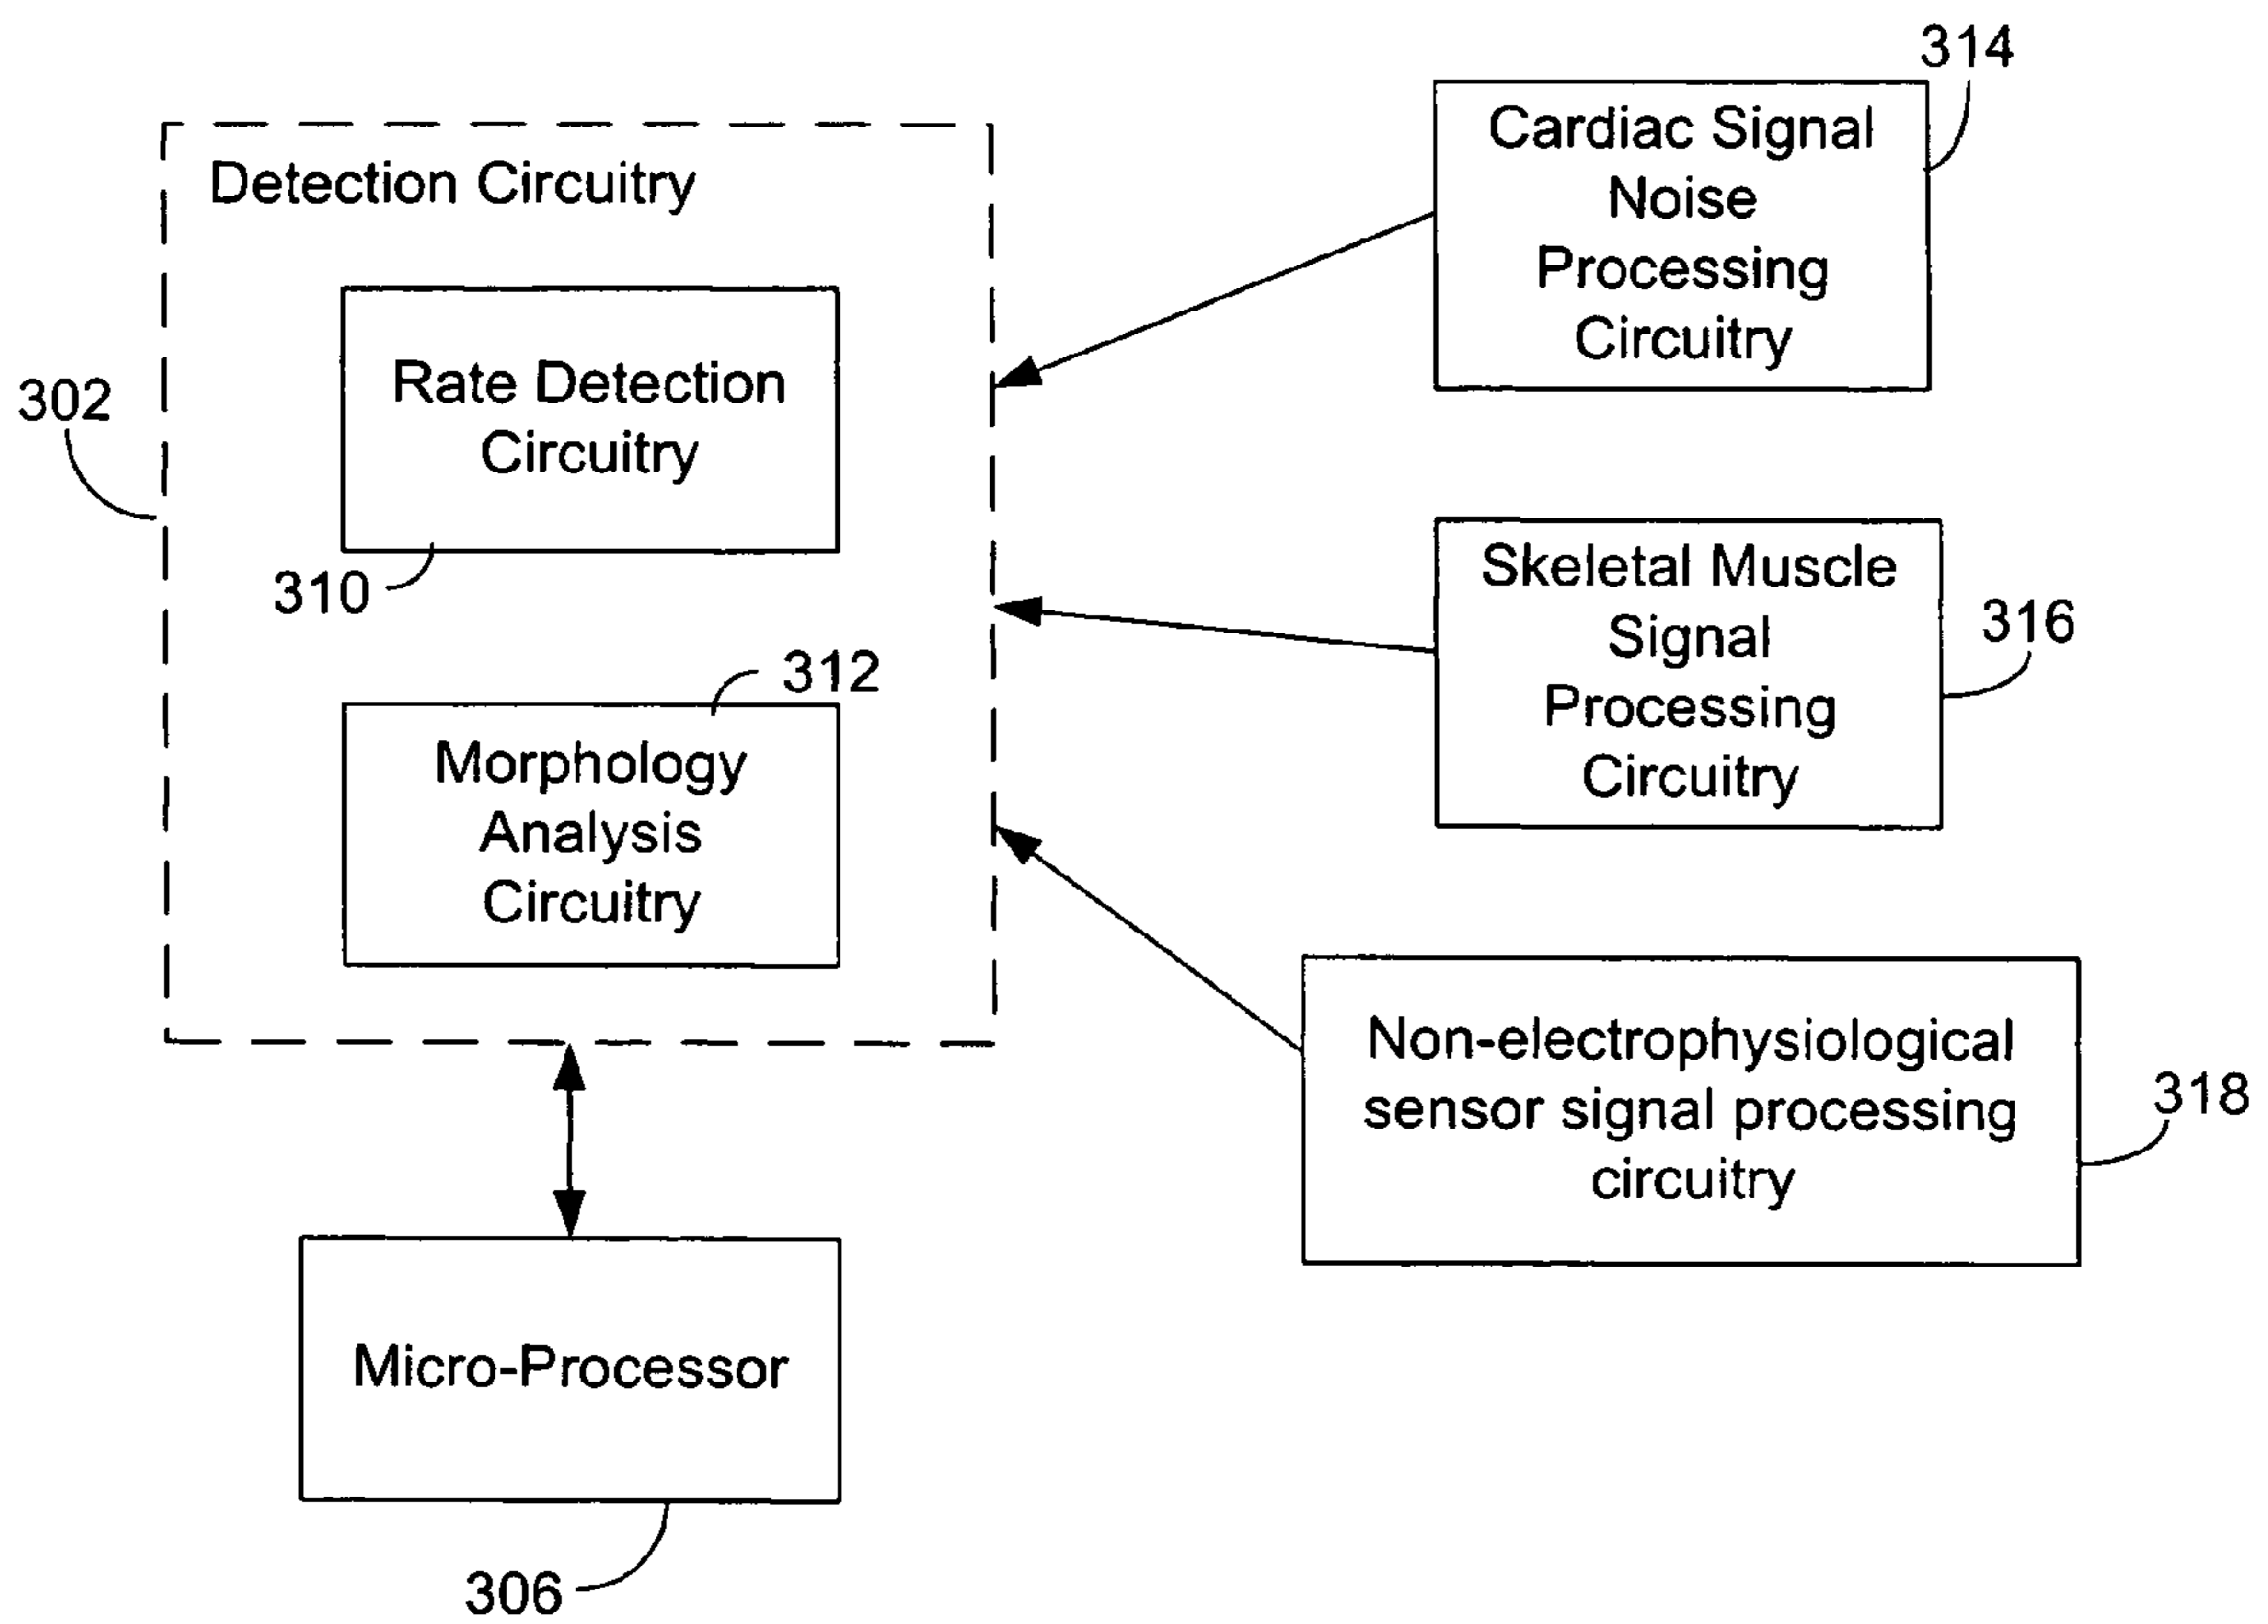 Detection Circuitry
302
Rate Detection
Circuitry
310
312
Morphology
Analysis
Circuitry
Micro-Processor
306
314
Cardiac Signal
Noise
Processing
Circuitry
Skeletal Muscle
Signal
Processing
Circuitry
316
Non-electrophysiological
sensor signal processing
circuitry
318